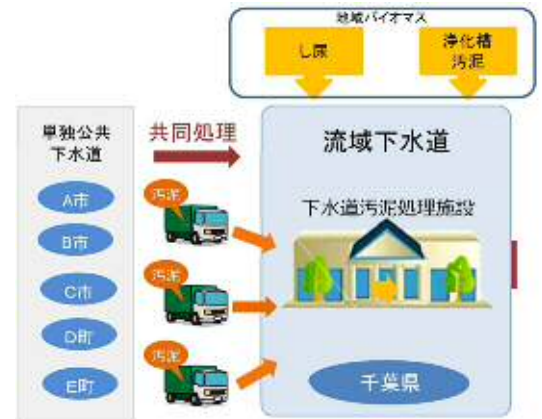 地域バイオマス
し尿
浄化槽
汚泥
単独公共
下水道
共同処理
流域下水道
A市
B市
C市
D町
E町
汚泥
汚泥
汚泥
下水道汚泥処理施設
千葉県